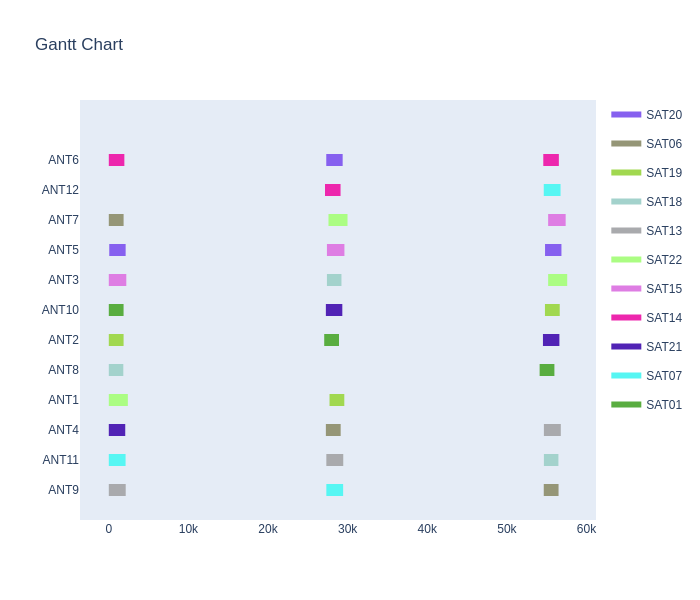 Gantt Chart
ANT6
ANT12
ANT7
ANT5
ANT3
ANT10
ANT2
ANT8
ANT1
ANT4
ANT11
ANT9
0 10k 20k 30k 40k 50k 60k
SAT20
SAT06
SAT19
SAT18
SAT13
SAT22
SAT15
SAT14
SAT21
SAT07
SAT01